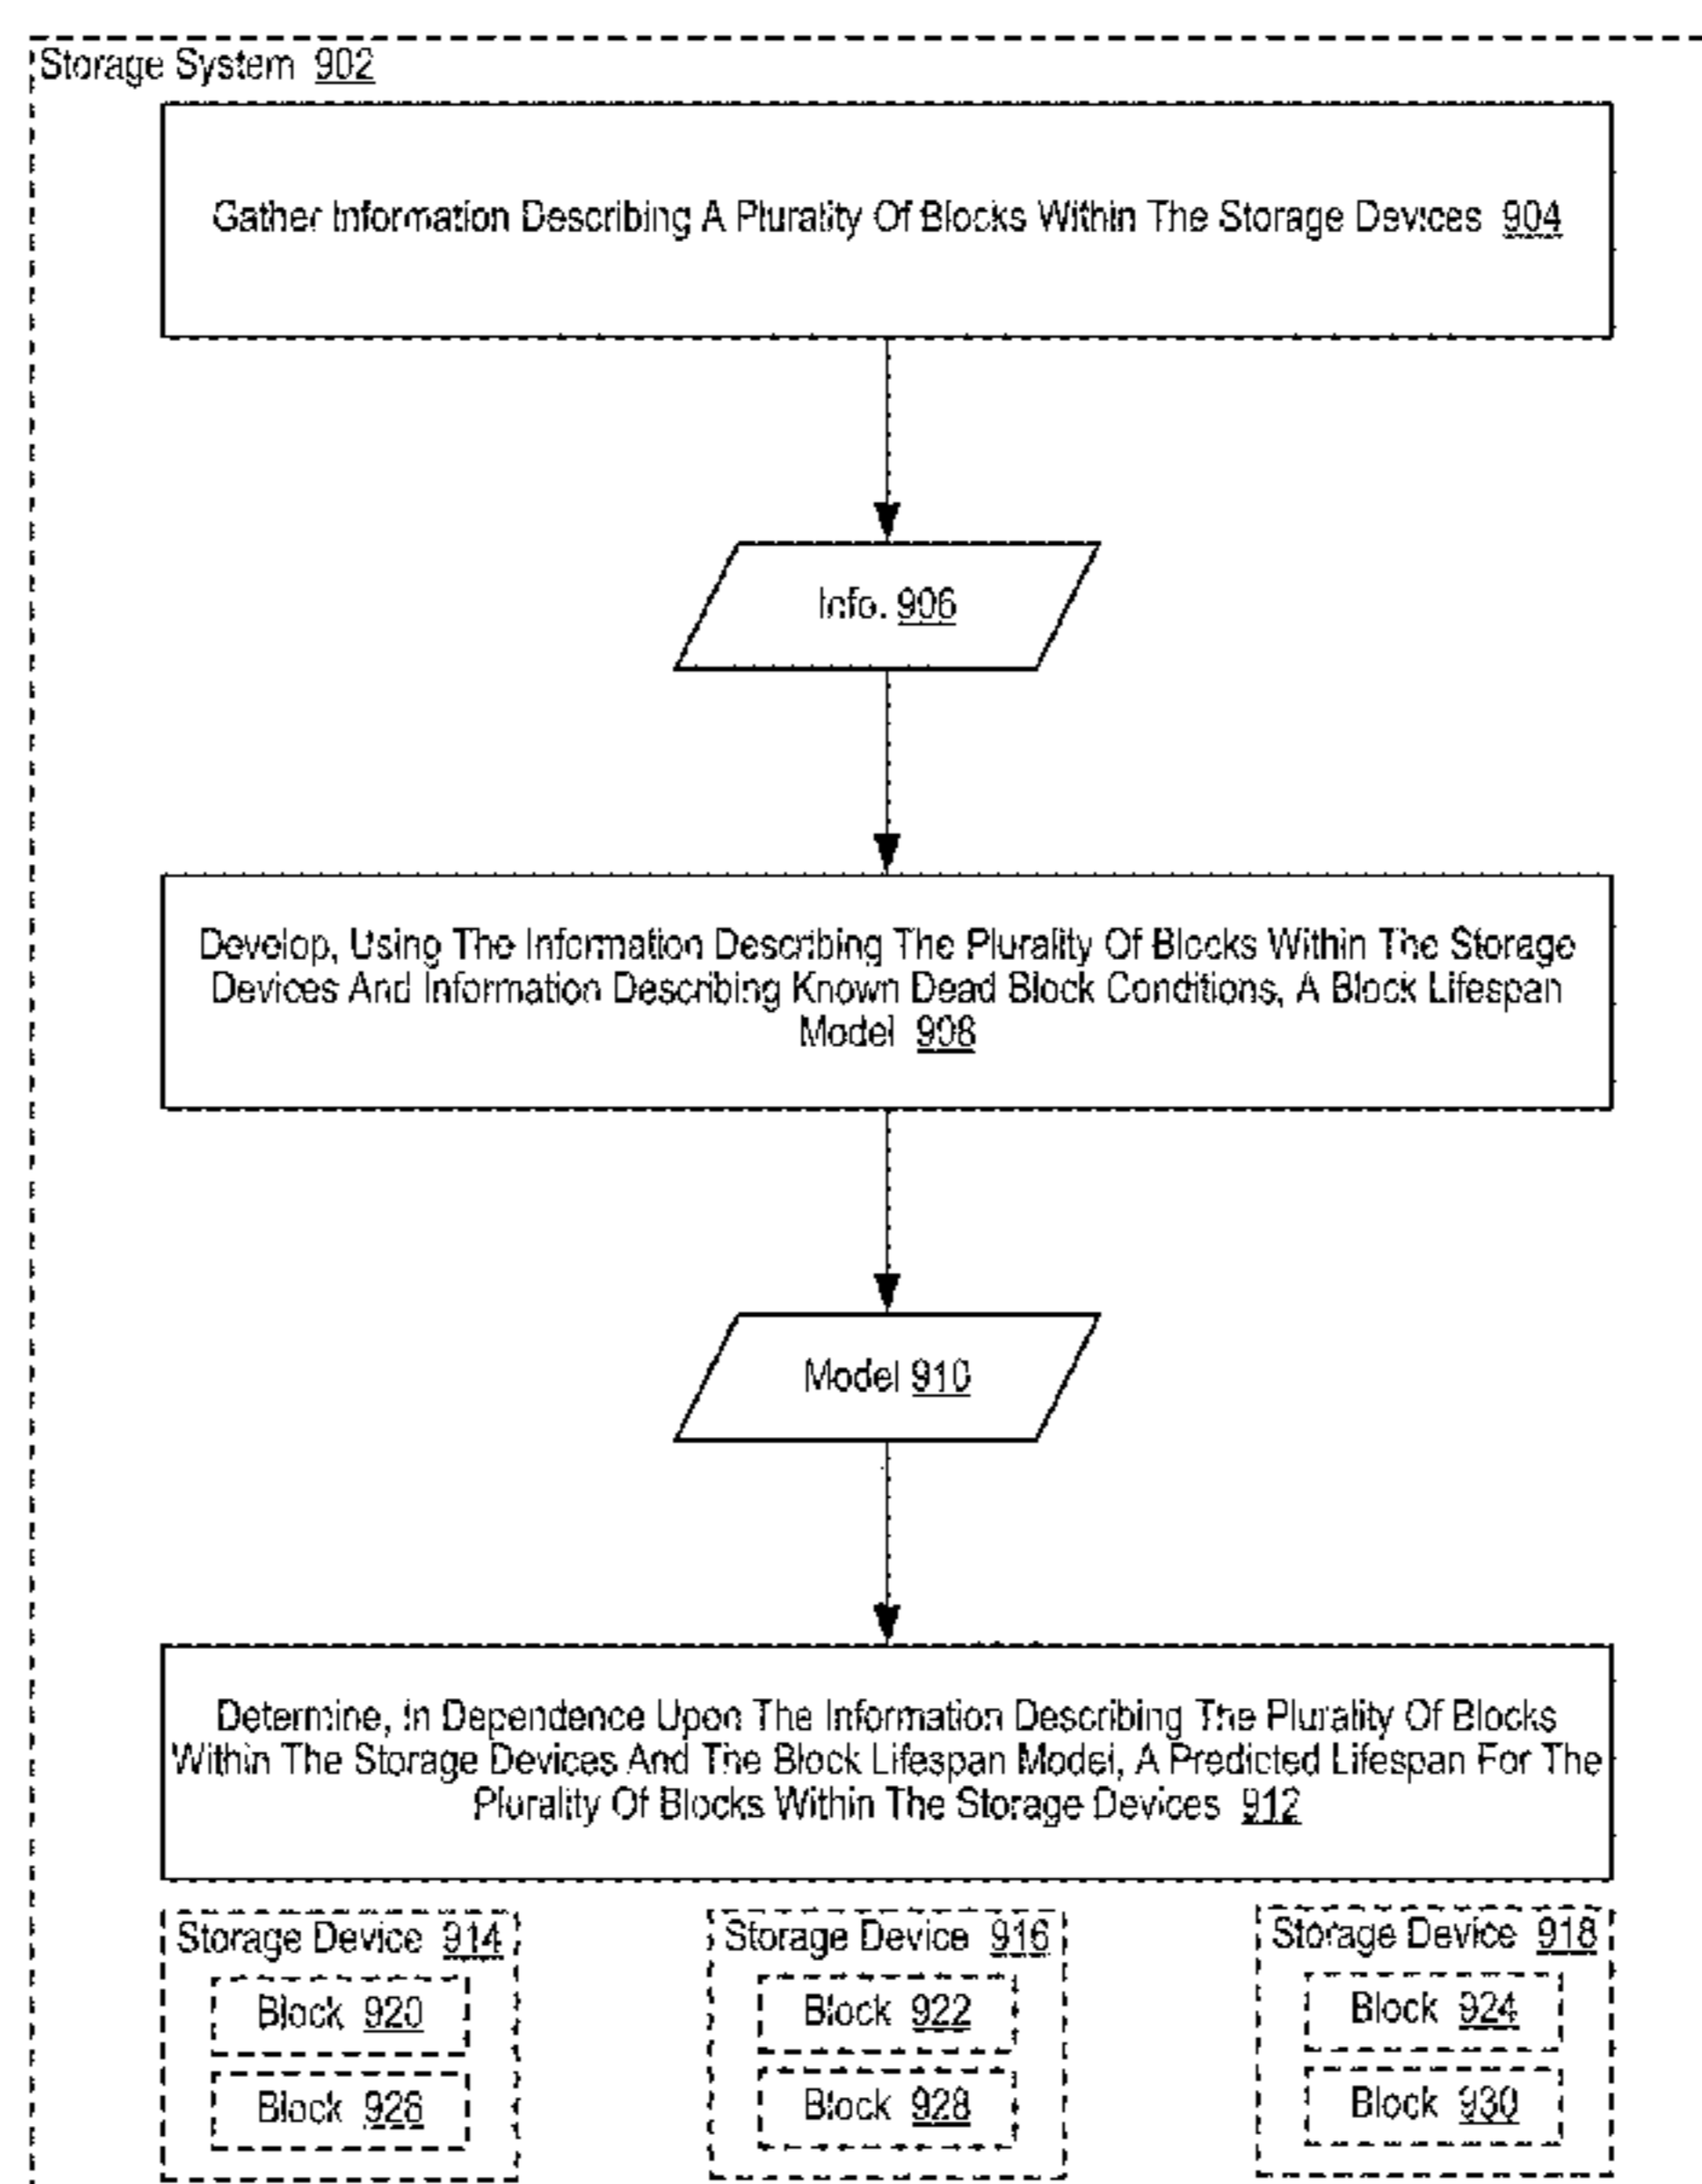 Storage System 902
Gather Information Describing A Plurality Of Blocks Within The Storage Devices 904
Info. 906
Develop, Using The Information Describing The Plurality Of Blocks Within The Storage
Devices And Information Describing Known Dead Block Conditions, A Block Lifespan
Model 908
Model 910
Determine, In Dependence Upon The Information Describing The Plurality Of Blocks
Within The Storage Devices And The Block Lifespan Model, A Predicted Lifespan For The
Plurality Of Blocks Within The Storage Devices 912
Storage Device 914
Block 920
Block 926
Storage Device 916
Block 922
Block 928
Storage Device 918
Block 924
Block 930